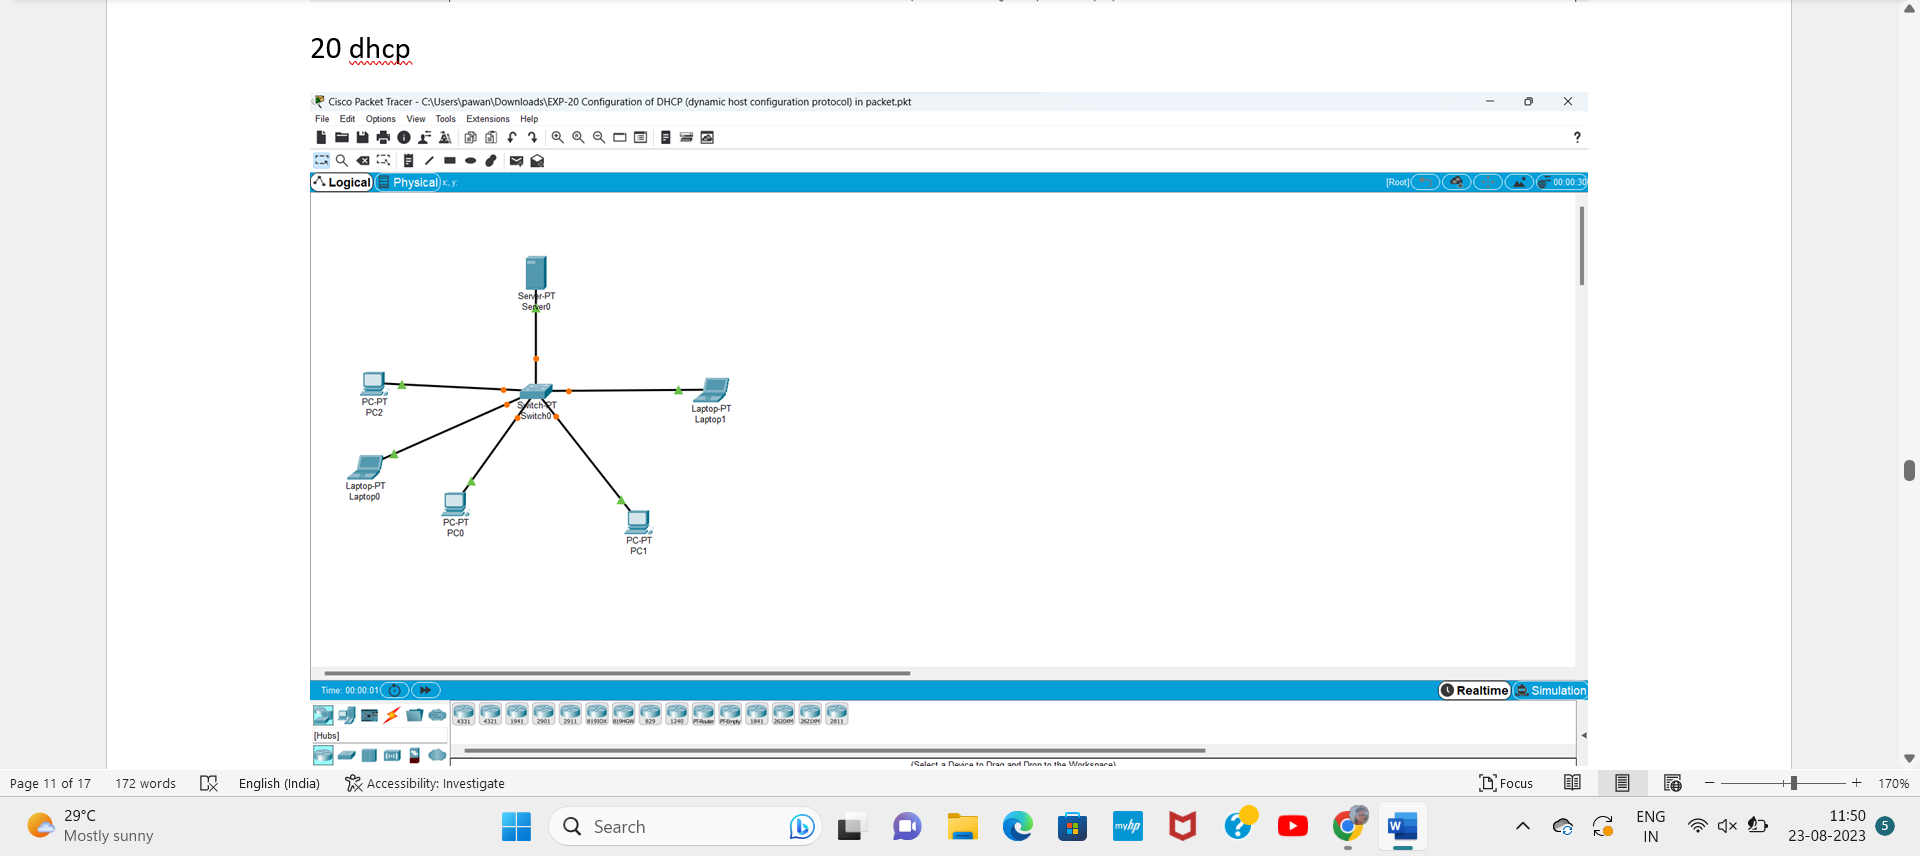 20 dhcp
Cisco Packet Tracer - C:\Users\pawan\Downloads\EXP-20 Configuration of DHCP (dynamic host configuration protocol) in packet.pkt
File Edit Options View Tools Extensions Help
?
Logical Physical x, y: [Root] 00:00:30
Server-PT
Server0
PC-PT
PC2
Switch-PT
Switch0
Laptop-PT
Laptop1
Laptop-PT
Laptop0
PC-PT
PC0
PC-PT
PC1
Time: 00:00:01 Realtime Simulation
4331 4321 1941 2901 2911 819IOX 819HGW 829 1240 PT-Router PT-Empty 1841 2620XM 2621XM 2811
[Hubs]
(Select a Device to Drag and Drop to the Workspace)
Page 11 of 17 172 words English (India) Accessibility: Investigate Focus 170%
29°C
Mostly sunny
Search
myhp
ENG
IN
11:50
23-08-2023
5